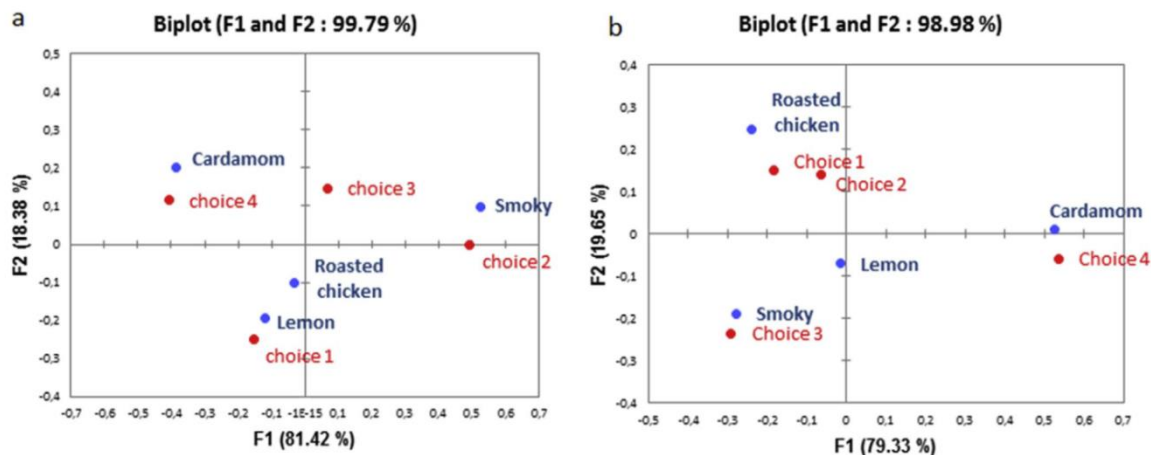 a
Biplot (F1 and F2 : 99.79 %)
0,5
0,4
0,3
0,2
0,1
0
-0,1
-0,2
-0,3
-0,4
F2 (18.38 %)
Cardamom
choice 4
choice 3
Smoky
choice 2
Roasted
chicken
Lemon
choice 1
-0,7 -0,6 -0,4 -0,3 -0,2 -0,1 -1E-15 0,1 0,2 0,3 0,4 0,5 0,6 0,7
F1 (81.42 %)
b
Biplot (F1 and F2 : 98.98 %)
0,4
0,3
0,2
0,1
0
-0,1
-0,2
-0,3
-0,4
F2 (19.65 %)
Roasted
chicken
Choice 1
Choice 2
Cardamom
Choice 4
Lemon
Smoky
Choice 3
-0,5 -0,4 -0,3 -0,2 -0,1 0 0,1 0,2 0,3 0,4 0,5 0,6 0,7
F1 (79.33 %)